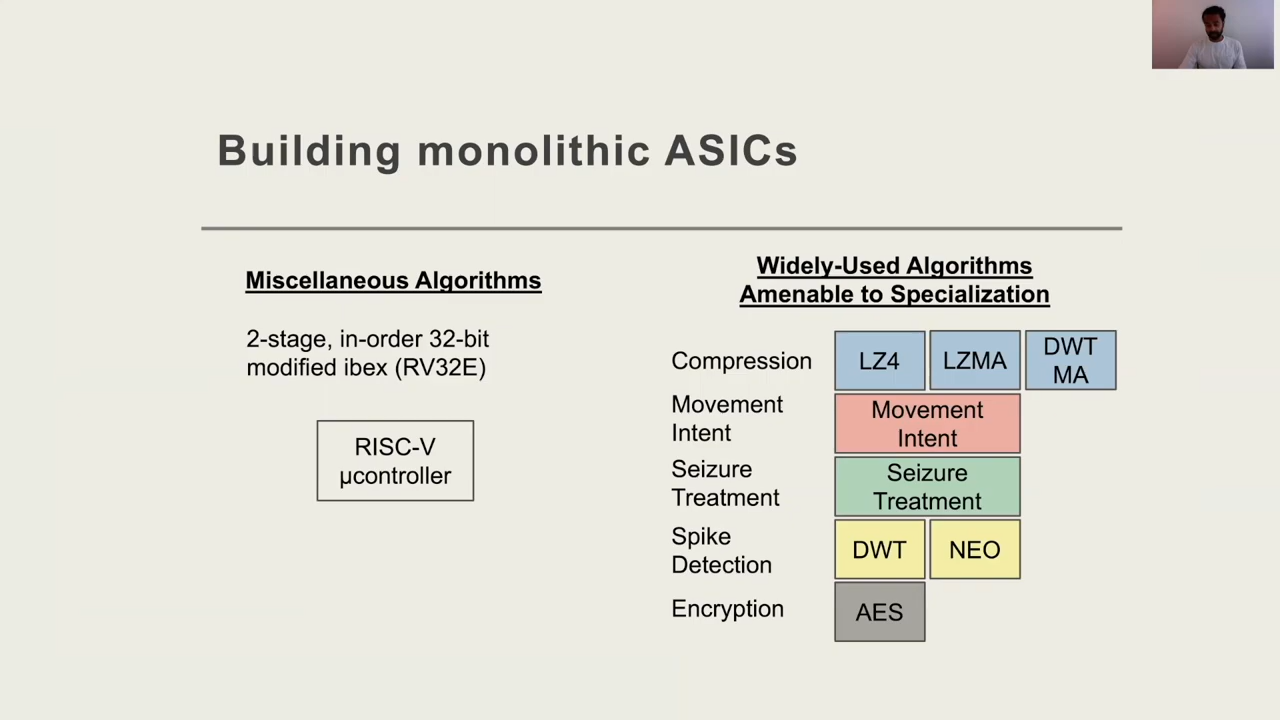 Building monolithic ASICs
Miscellaneous Algorithms
2-stage, in-order 32-bit
modified ibex (RV32E)
RISC-V
µcontroller
Widely-Used Algorithms
Amenable to Specialization
Compression
LZ4
LZMA
DWT
MA
Movement
Intent
Movement
Intent
Seizure
Treatment
Seizure
Treatment
Spike
Detection
DWT
NEO
Encryption
AES